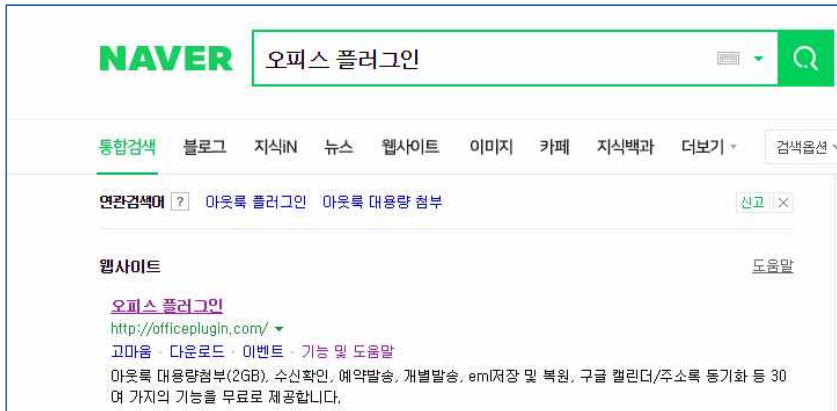 NAVER 오피스 플러그인
통합검색 블로그 지식iN 뉴스 웹사이트 이미지 카페 지식백과 더보기 검색옵션
연관검색어 ? 아웃룩 플러그인 아웃룩 대용량 첨부 신고 ×
웹사이트 도움말
오피스 플러그인
http://officeplugin.com/
고마움 · 다운로드 · 이벤트 · 기능 및 도움말
아웃룩 대용량첨부(2GB), 수신확인, 예약발송, 개별발송, eml저장 및 복원, 구글 캘린더/주소록 동기화 등 30
여 가지의 기능을 무료로 제공합니다.